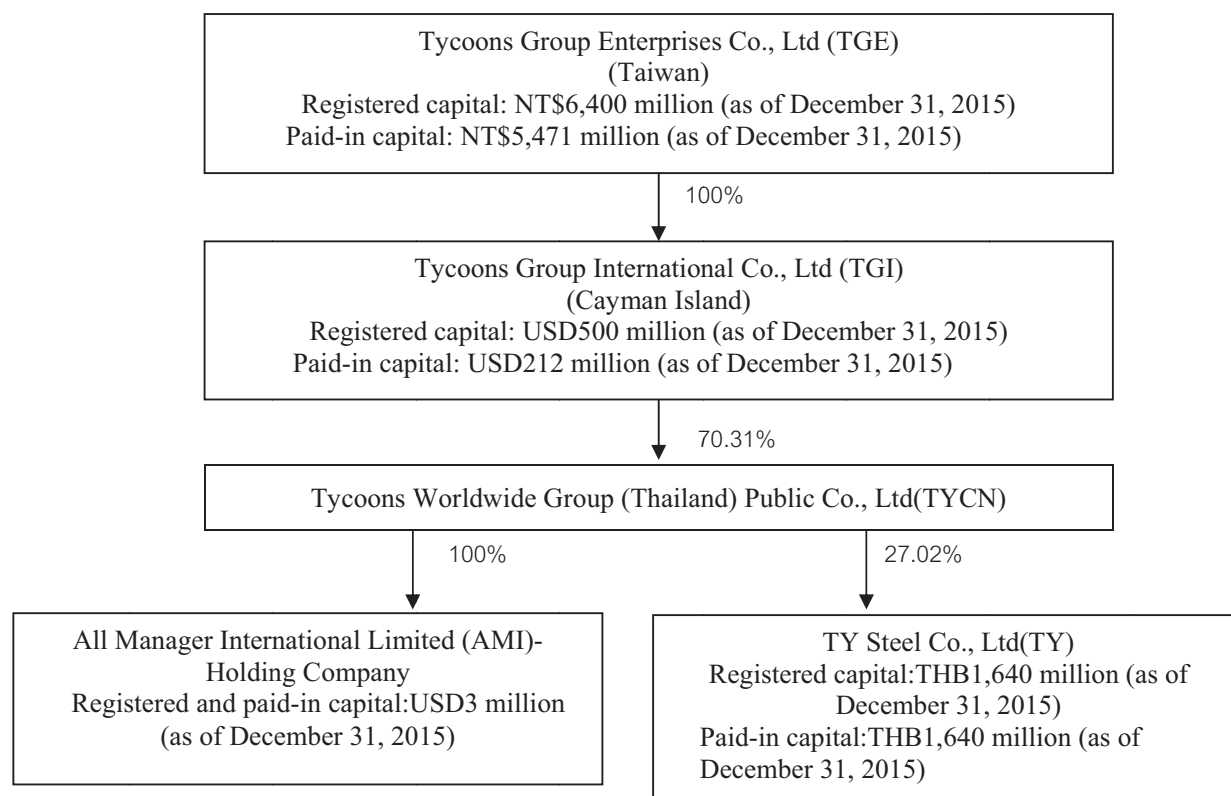 Tycoons Group Enterprises Co., Ltd (TGE)
(Taiwan)
Registered capital: NT$6,400 million (as of December 31, 2015)
Paid-in capital: NT$5,471 million (as of December 31, 2015)
100%
Tycoons Group International Co., Ltd (TGI)
(Cayman Island)
Registered capital: USD500 million (as of December 31, 2015)
Paid-in capital: USD212 million (as of December 31, 2015)
70.31%
Tycoons Worldwide Group (Thailand) Public Co., Ltd(TYCN)
100%
27.02%
All Manager International Limited (AMI)-
Holding Company
Registered and paid-in capital:USD3 million
(as of December 31, 2015)
TY Steel Co., Ltd(TY)
Registered capital:THB1,640 million (as of
December 31, 2015)
Paid-in capital:THB1,640 million (as of
December 31, 2015)